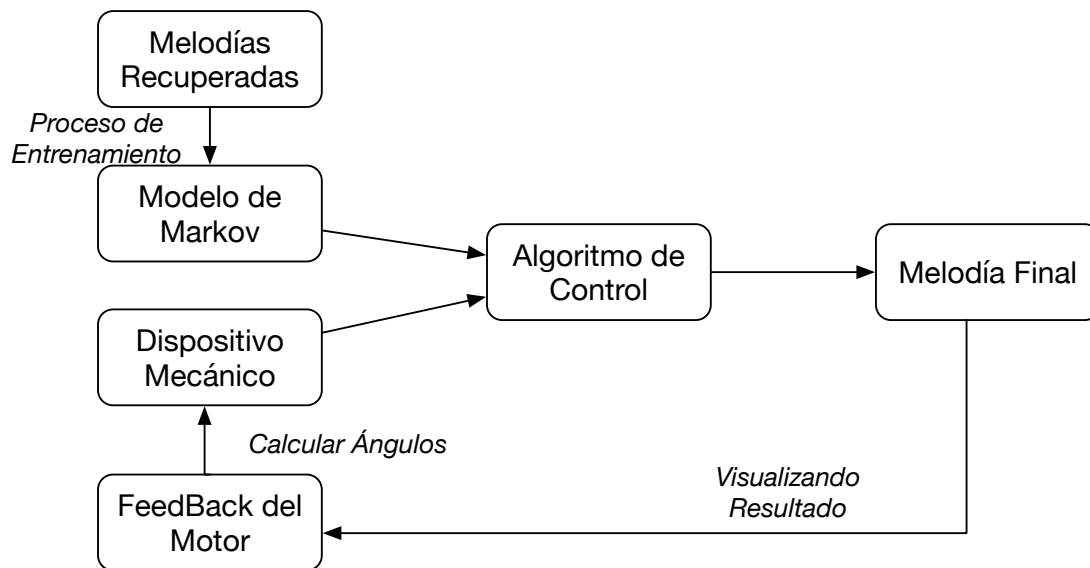 Melodías
Recuperadas
Proceso de
Entrenamiento
Modelo de
Markov
Algoritmo de
Control
Melodía Final
Dispositivo
Mecánico
Calcular Ángulos
FeedBack del
Motor
Visualizando
Resultado